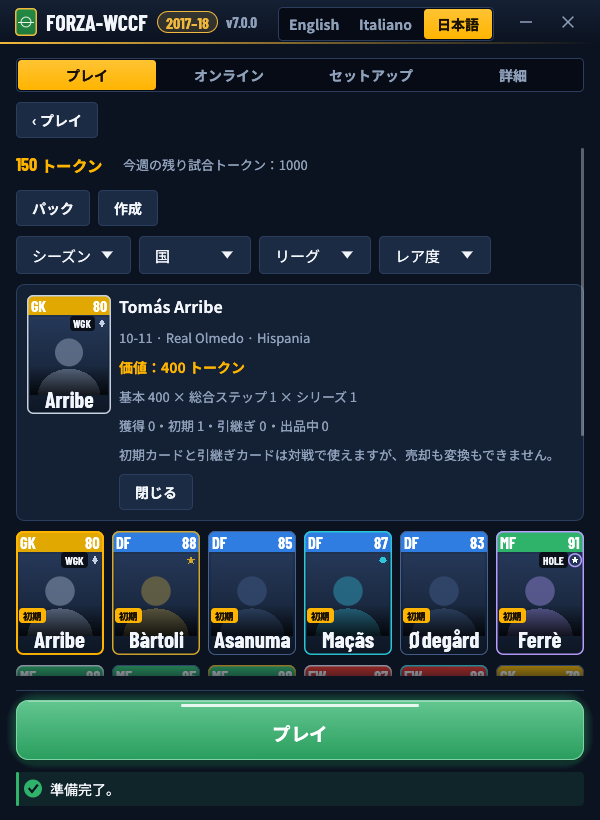 FORZA-WCCF 2017-18 v7.0.0 English Italiano 日本語
プレイ オンライン セットアップ 詳細
‹ プレイ
150 トークン 今週の残り試合トークン：1000
パック 作成
シーズン 国 リーグ レア度
GK 80
WGK
Arribe
Tomás Arribe
10-11 · Real Olmedo · Hispania
価値：400 トークン
基本 400 × 総合ステップ 1 × シリーズ 1
獲得 0・初期 1・引継ぎ 0・出品中 0
初期カードと引継ぎカードは対戦で使えますが、売却も変換もできません。
閉じる
GK 80 DF 88 DF 85 DF 87 DF 83 MF 91
WGK HOLE
初期 初期 初期 初期 初期
Arribe Bàrtoli Asanuma Maçãs Ødegård Ferrè
プレイ
準備完了。